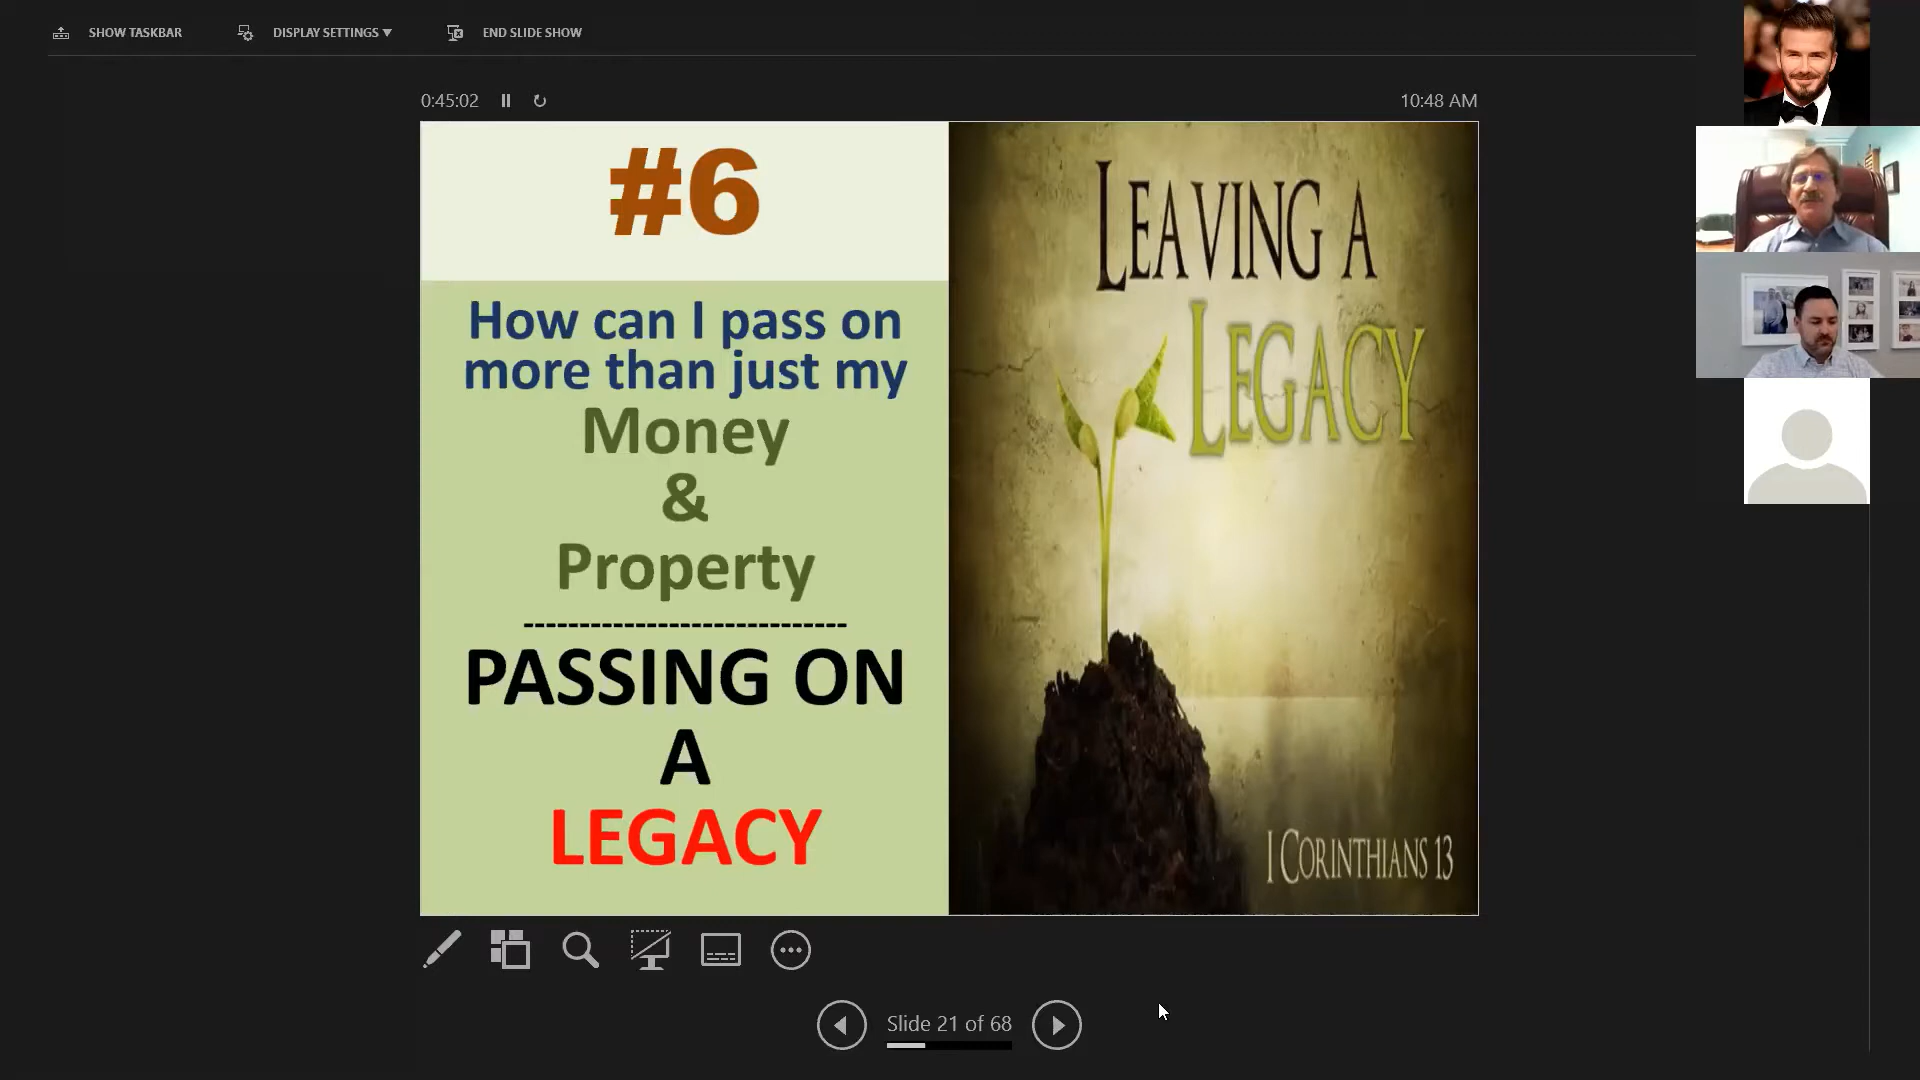 SHOW TASKBAR
DISPLAY SETTINGS ▼
END SLIDE SHOW
0:45:02
10:48 AM
#6
How can I pass on
more than just my
Money
&
Property
----------------------------
PASSING ON
A
LEGACY
LEAVING A
LEGACY
I CORINTHIANS 13
Slide 21 of 68